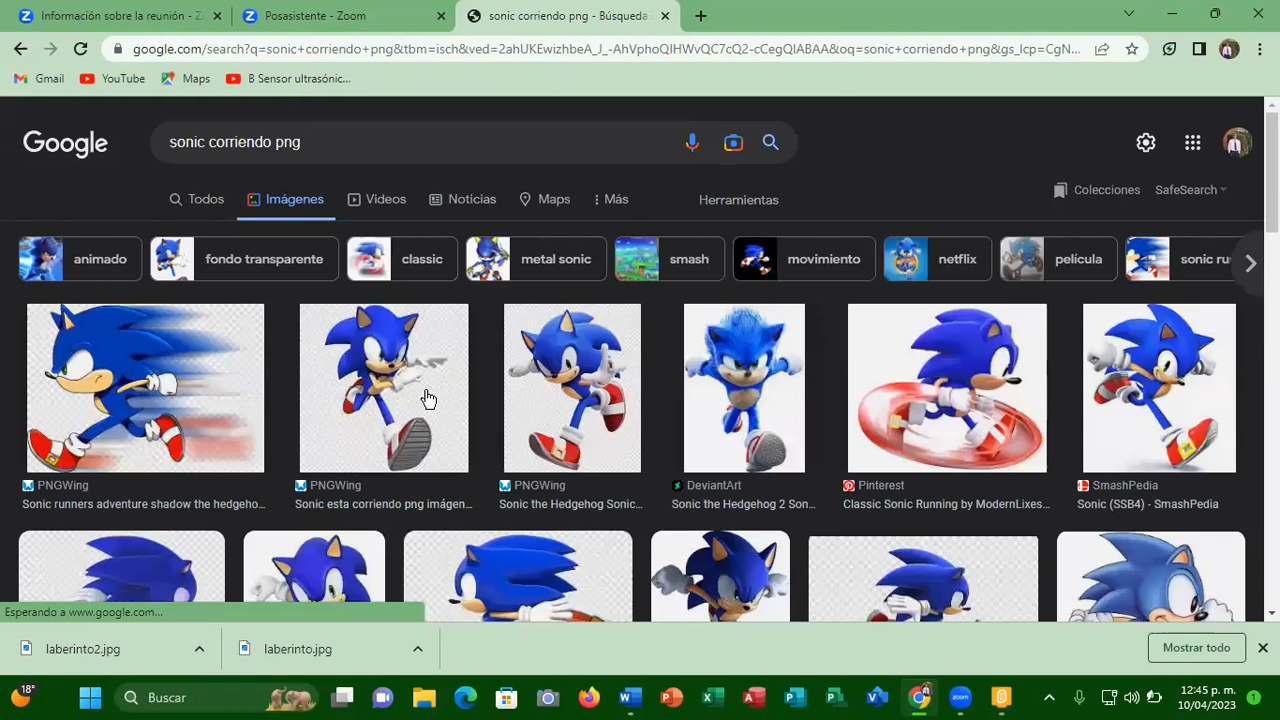 Información sobre la reunión - Z
Posasistente - Zoom
sonic corriendo png - Búsqueda
google.com/search?q=sonic+corriendo+png&tbm=isch&ved=2ahUKEwizhbeA_J_-AhVphoQIHWvQC7cQ2-cCegQIABAA&oq=sonic+corriendo+png&gs_lcp=CgN...
Gmail YouTube Maps B Sensor ultrasónic...
Google sonic corriendo png
Todos Imágenes Videos Noticias Maps Más Herramientas Colecciones SafeSearch
animado fondo transparente classic metal sonic smash movimiento netflix película sonic ru
PNGWing
Sonic runners adventure shadow the hedgeho...
PNGWing
Sonic esta corriendo png imágen...
PNGWing
Sonic the Hedgehog Sonic...
DeviantArt
Sonic the Hedgehog 2 Son...
Pinterest
Classic Sonic Running by ModernLixes...
SmashPedia
Sonic (SSB4) - SmashPedia
Esperando a www.google.com...
laberinto2.jpg laberinto.jpg Mostrar todo
18° Buscar
12:45 p. m.
10/04/2023
1